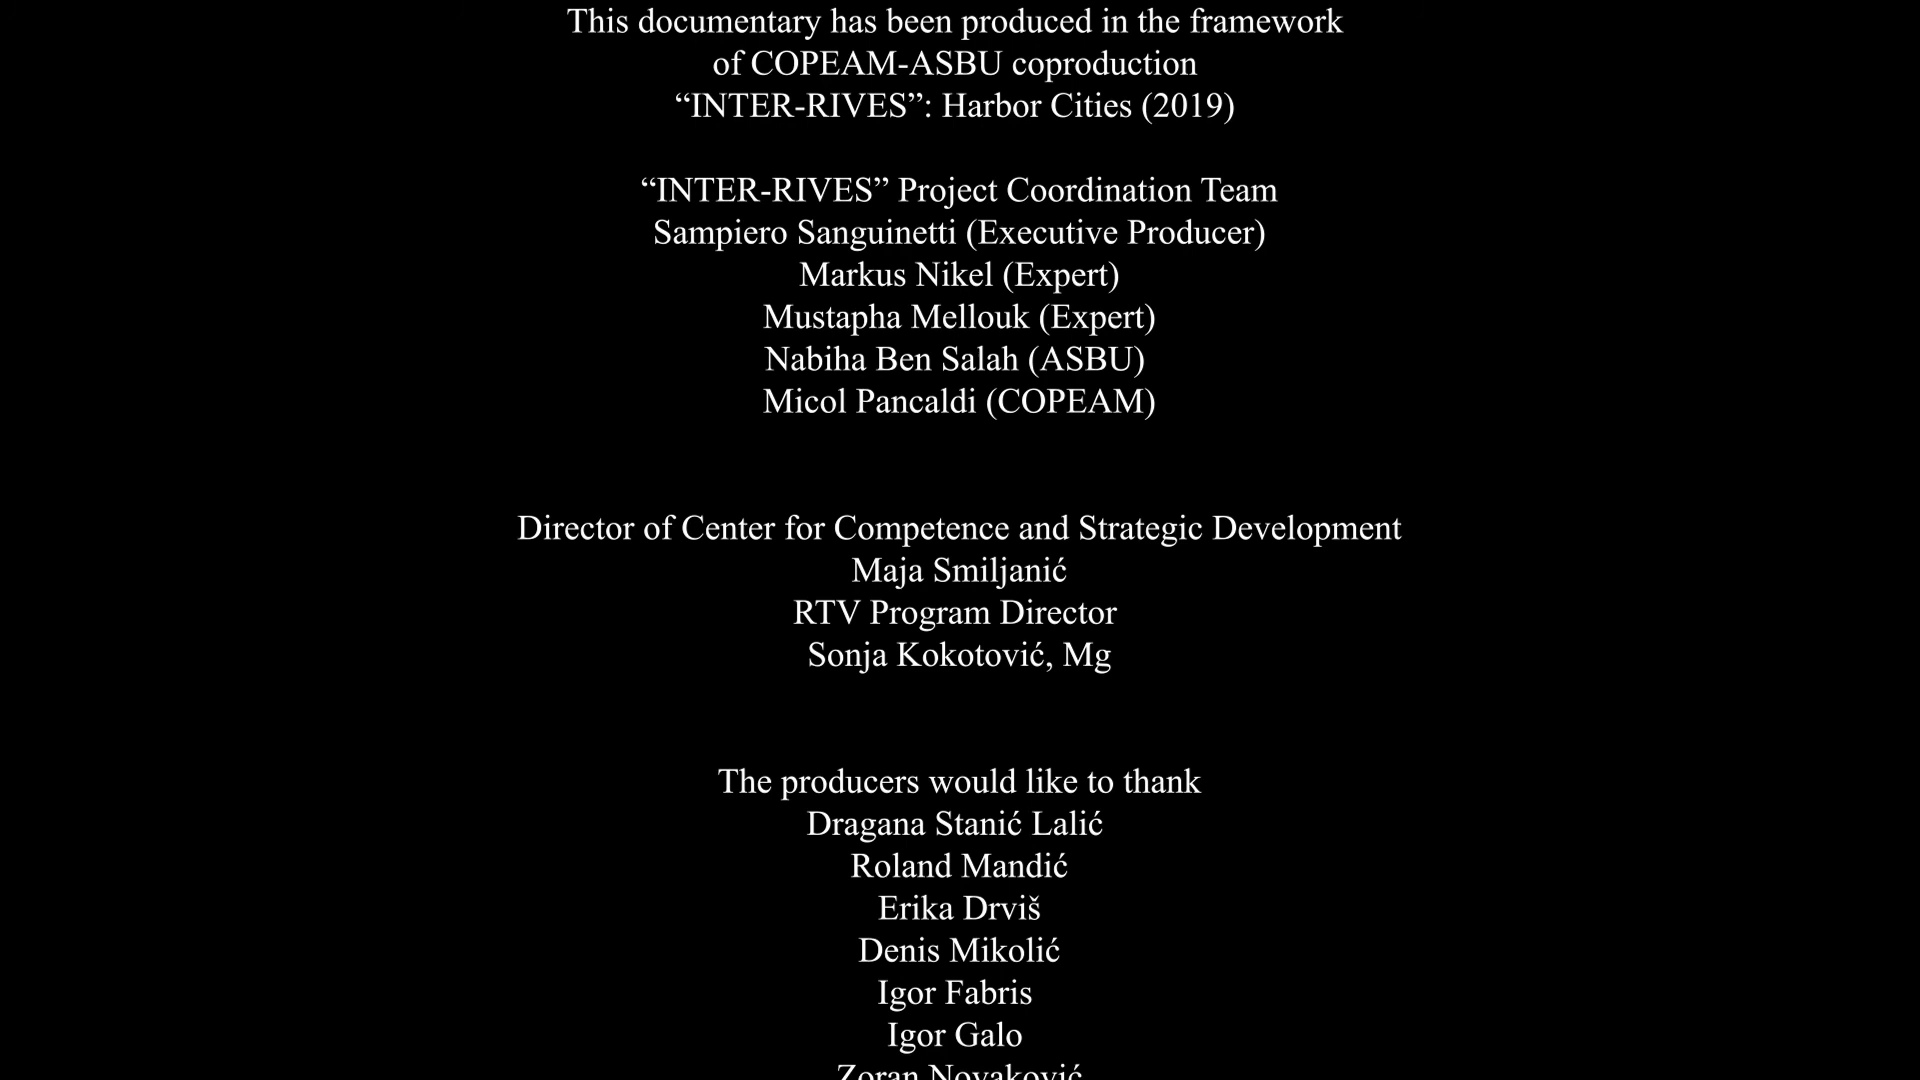 This documentary has been produced in the framework
of COPEAM-ASBU coproduction
“INTER-RIVES”: Harbor Cities (2019)
“INTER-RIVES” Project Coordination Team
Sampiero Sanguinetti (Executive Producer)
Markus Nikel (Expert)
Mustapha Mellouk (Expert)
Nabiha Ben Salah (ASBU)
Micol Pancaldi (COPEAM)
Director of Center for Competence and Strategic Development
Maja Smiljanić
RTV Program Director
Sonja Kokotović, Mg
The producers would like to thank
Dragana Stanić Lalić
Roland Mandić
Erika Drviš
Denis Mikolić
Igor Fabris
Igor Galo
Zoran Novaković